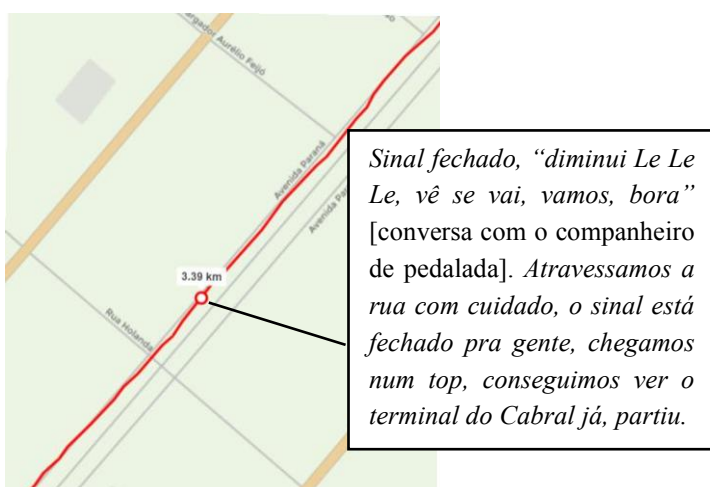 argador Aurélio Feijó
Avenida Paraná
Avenida Pa
3.39 km
Rua Holanda
Sinal fechado, “diminui Le Le
Le, vê se vai, vamos, bora”
[conversa com o companheiro
de pedalada]. Atravessamos a
rua com cuidado, o sinal está
fechado pra gente, chegamos
num top, conseguimos ver o
terminal do Cabral já, partiu.